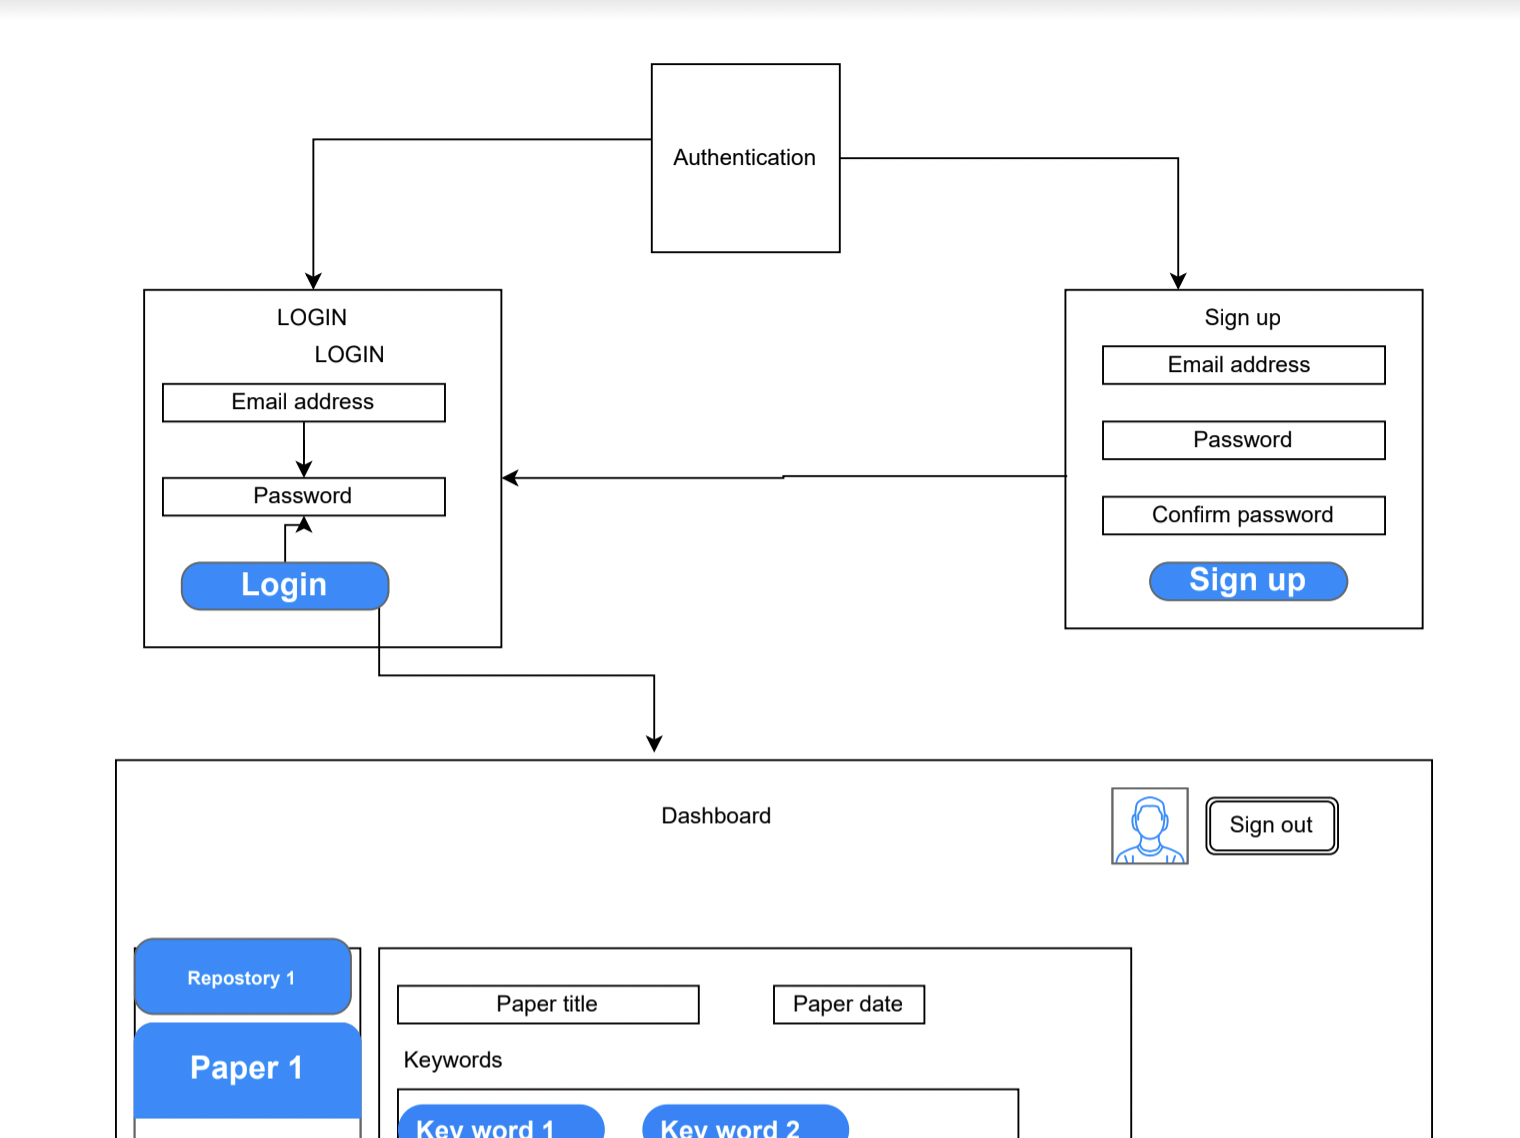 Authentication
LOGIN
LOGIN
Email address
Password
Login
Sign up
Email address
Password
Confirm password
Sign up
Dashboard
Sign out
Repostory 1
Paper 1
Paper title
Paper date
Keywords
Key word 1
Key word 2